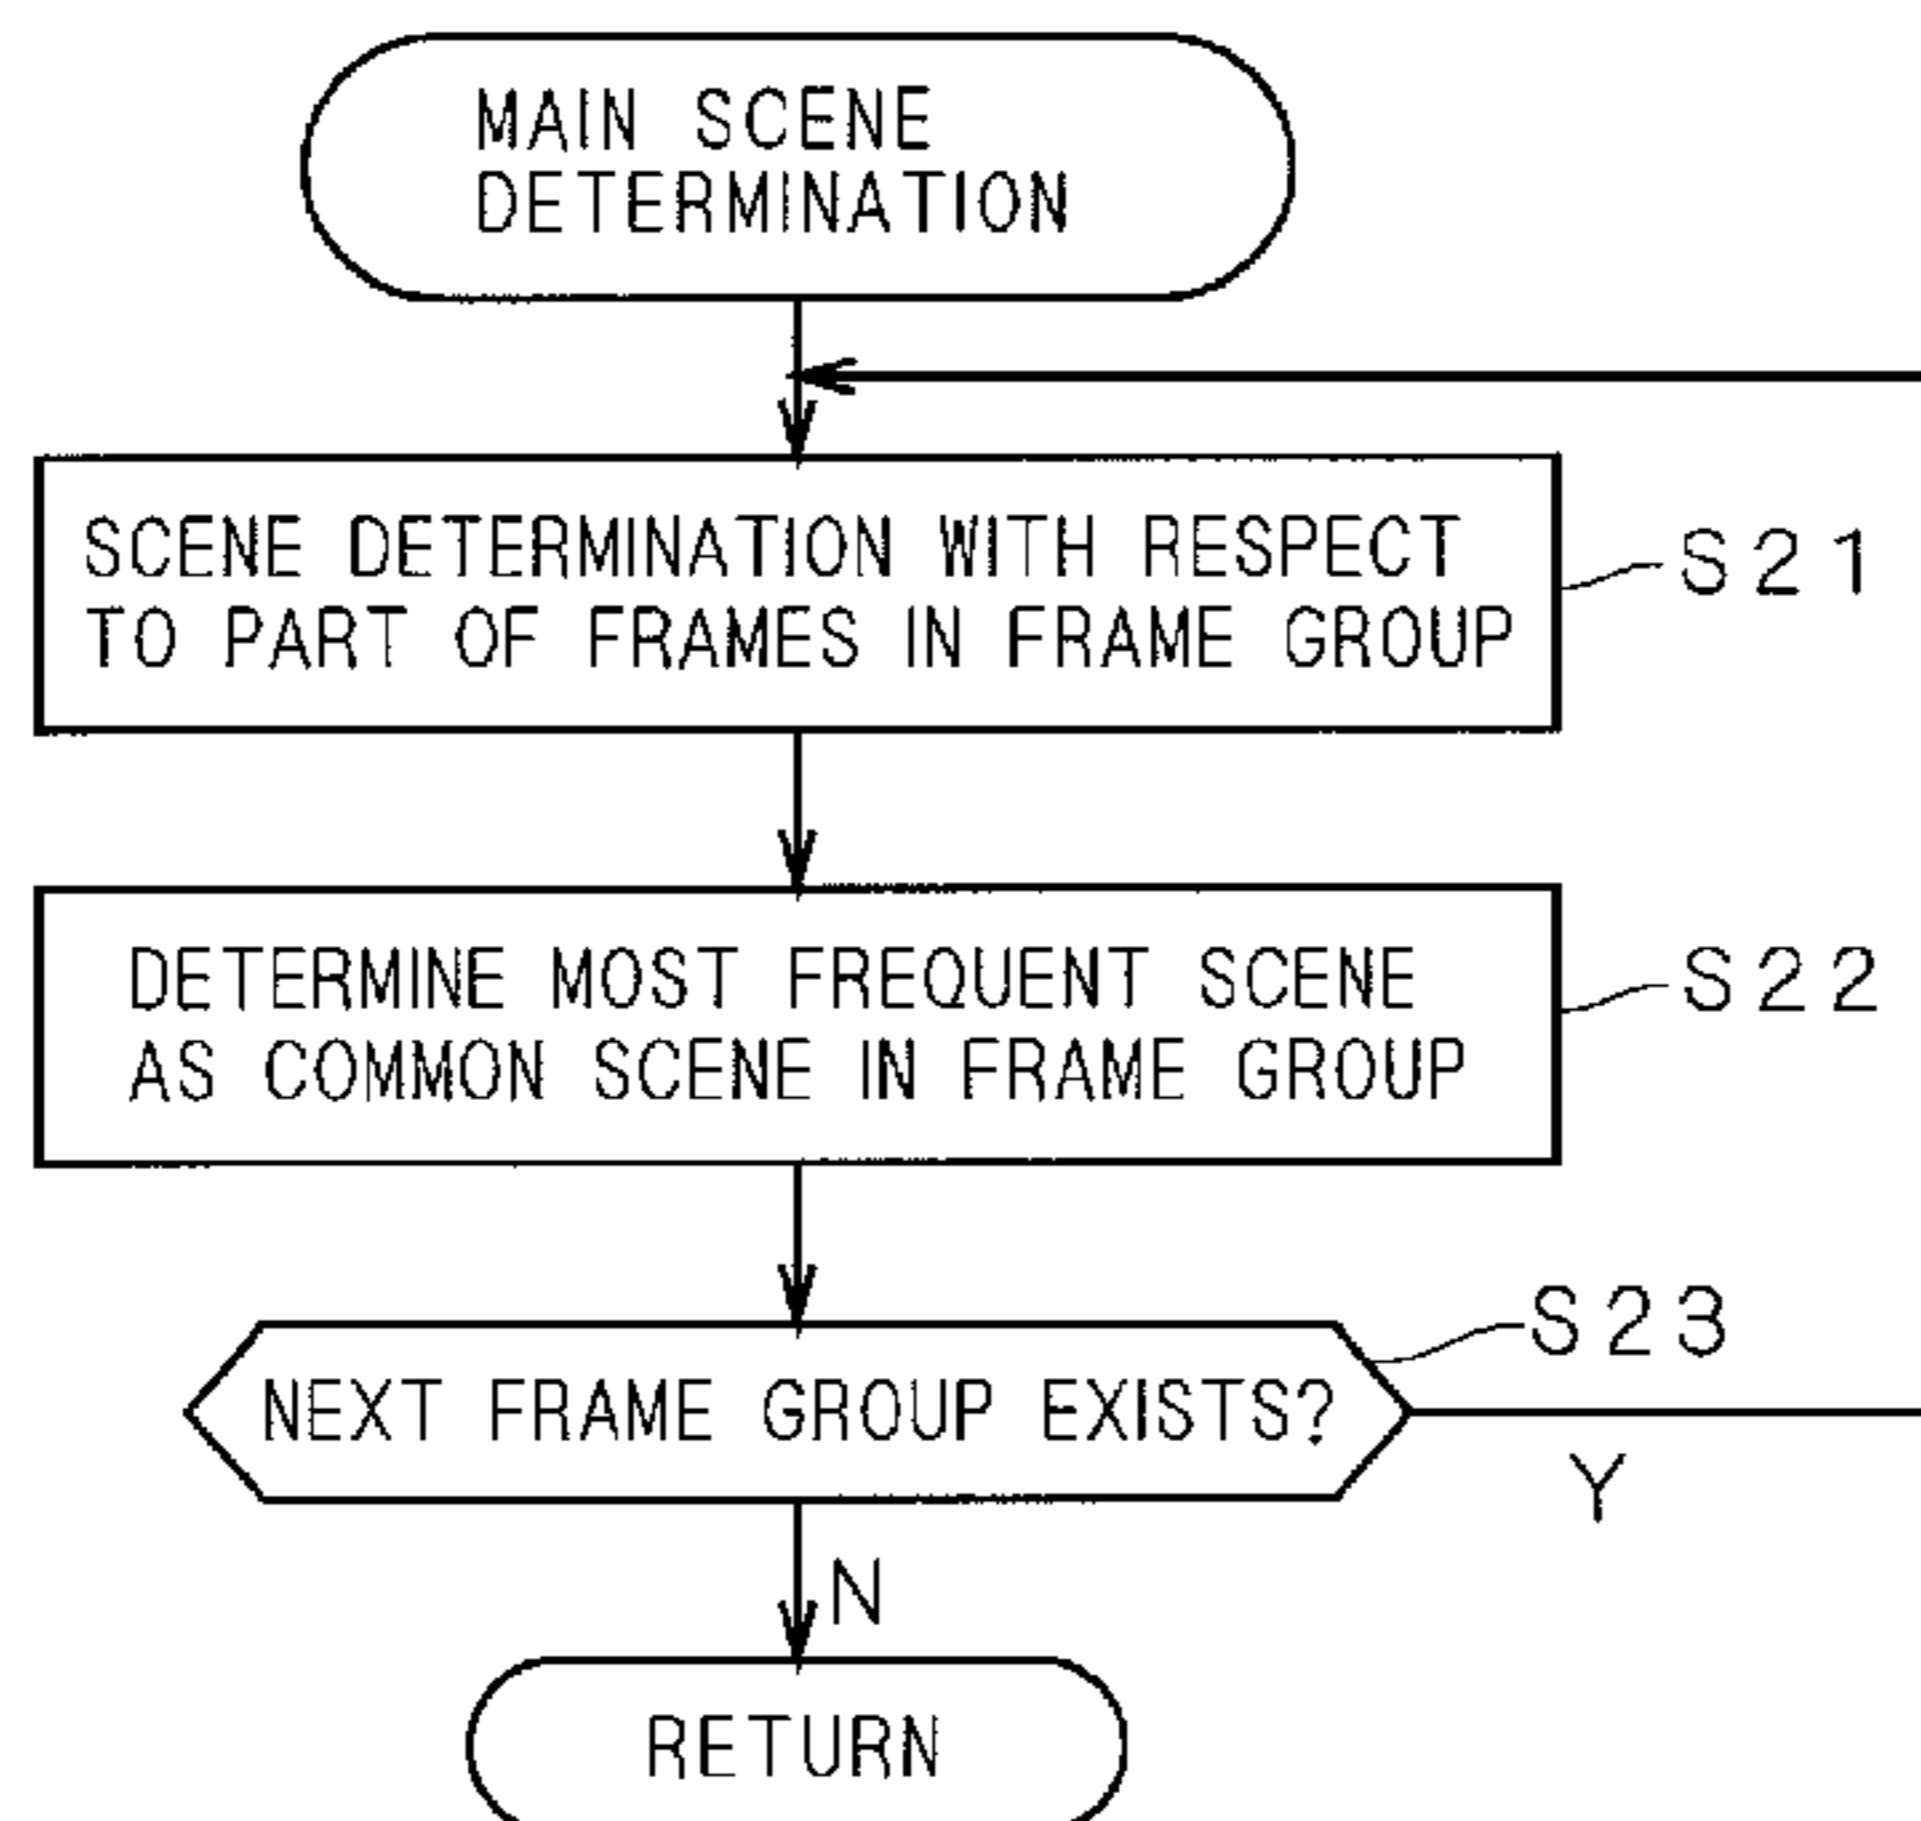 MAIN SCENE
DETERMINATION
SCENE DETERMINATION WITH RESPECT
TO PART OF FRAMES IN FRAME GROUP
S21
DETERMINE MOST FREQUENT SCENE
AS COMMON SCENE IN FRAME GROUP
S22
S23
NEXT FRAME GROUP EXISTS?
Y
N
RETURN